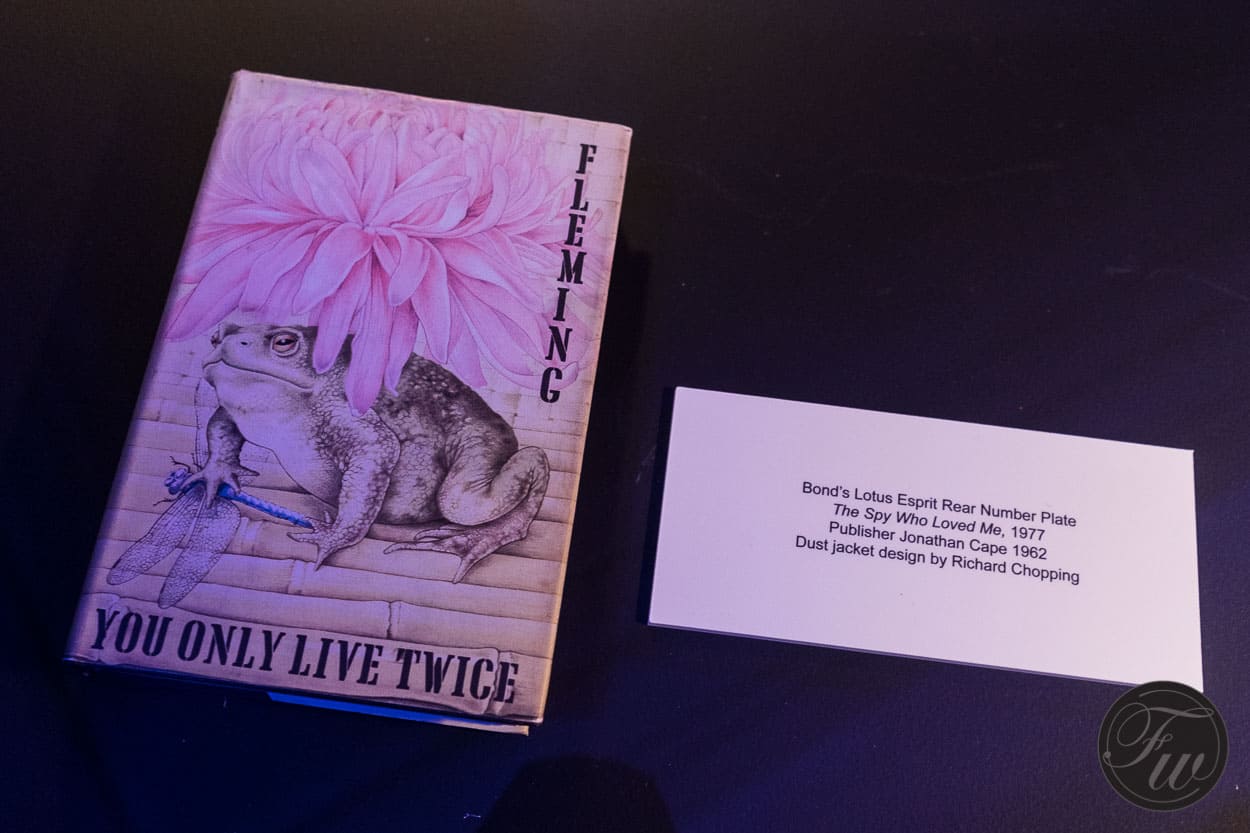 FLEMING
YOU ONLY LIVE TWICE
Bond's Lotus Esprit Rear Number Plate
The Spy Who Loved Me, 1977
Publisher Jonathan Cape 1962
Dust jacket design by Richard Chopping
FW